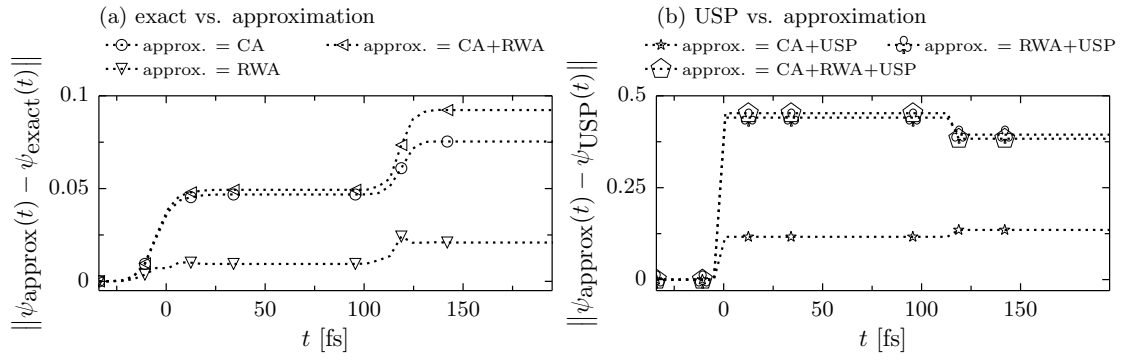 (a) exact vs. approximation
approx. = CA
approx. = CA+RWA
approx. = RWA
||ψapprox(t) − ψexact(t)||
0.1
0.05
0
0 50 100 150
t [fs]
(b) USP vs. approximation
approx. = CA+USP
approx. = RWA+USP
approx. = CA+RWA+USP
||ψapprox(t) − ψUSP(t)||
0.5
0.25
0
0 50 100 150
t [fs]